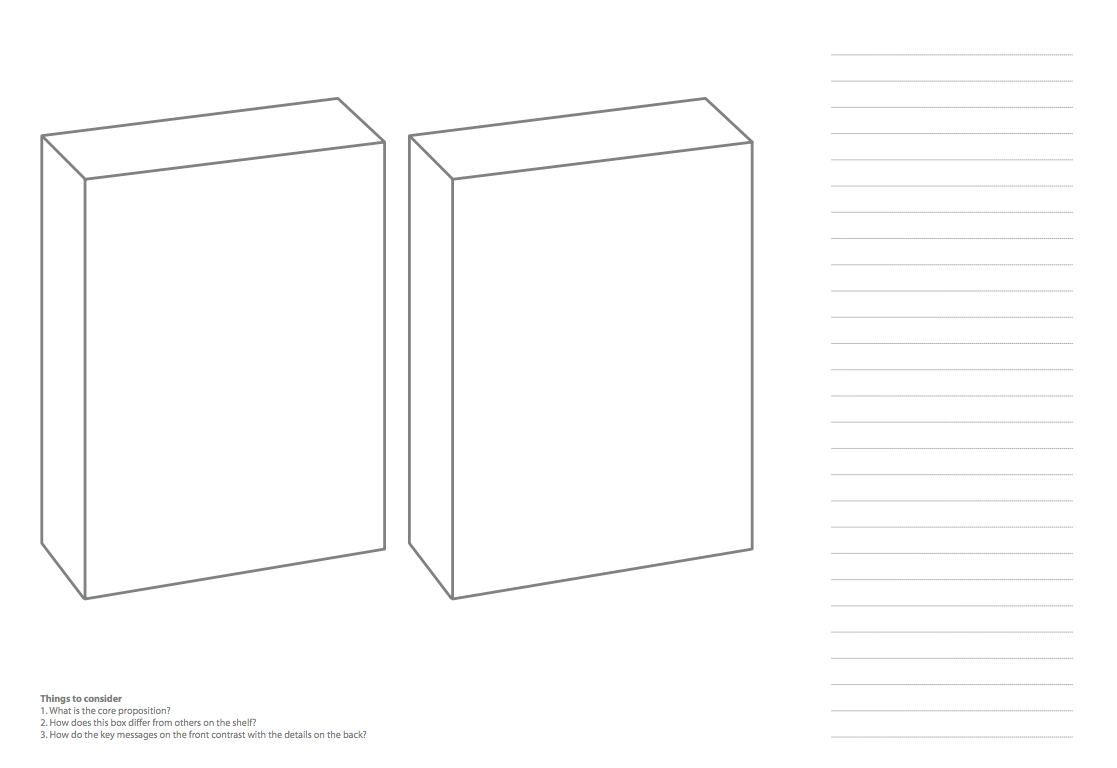 Things to consider
1. What is the core proposition?
2. How does this box differ from others on the shelf?
3. How do the key messages on the front contrast with the details on the back?